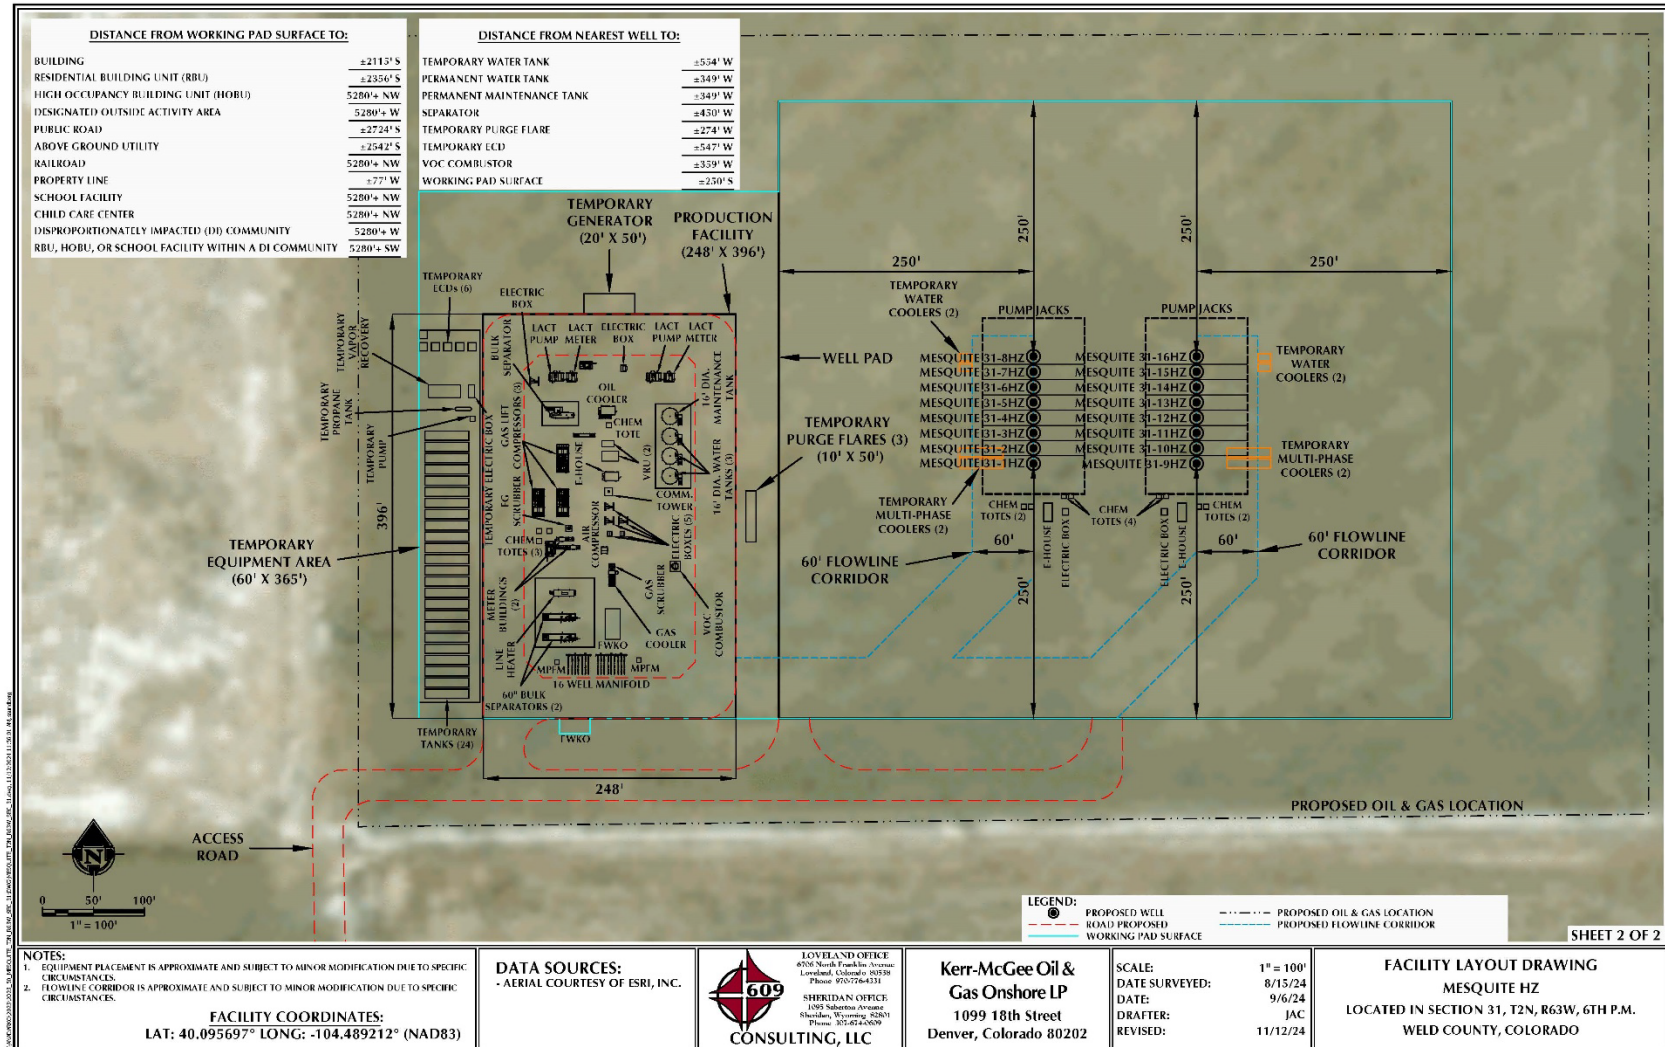 DISTANCE FROM WORKING PAD SURFACE TO:
BUILDING ±2115' S
RESIDENTIAL BUILDING UNIT (RBU) ±2356' S
HIGH OCCUPANCY BUILDING UNIT (HOBU) 5280'+ NW
DESIGNATED OUTSIDE ACTIVITY AREA 5280'+ W
PUBLIC ROAD ±2724' S
ABOVE GROUND UTILITY ±2542' S
RAILROAD 5280'+ NW
PROPERTY LINE ±77' W
SCHOOL FACILITY 5280'+ NW
CHILD CARE CENTER 5280'+ NW
DISPROPORTIONATELY IMPACTED (DI) COMMUNITY 5280'+ W
RBU, HOBU, OR SCHOOL FACILITY WITHIN A DI COMMUNITY 5280'+ SW
DISTANCE FROM NEAREST WELL TO:
TEMPORARY WATER TANK ±554' W
PERMANENT WATER TANK ±349' W
PERMANENT MAINTENANCE TANK ±349' W
SEPARATOR ±450' W
TEMPORARY PURGE FLARE ±274' W
TEMPORARY ECD ±547' W
VOC COMBUSTOR ±359' W
WORKING PAD SURFACE ±250' S
TEMPORARY
GENERATOR
(20' X 50')
PRODUCTION
FACILITY
(248' X 396')
TEMPORARY
ECDs (6)
ELECTRIC
BOX
TEMPORARY
VAPOR
RECOVERY
TEMPORARY
PROPANE
TANK
TEMPORARY
PUMP
TEMPORARY ELECTRIC BOX
396'
TEMPORARY
EQUIPMENT AREA
(60' X 365')
TEMPORARY
TANKS (24)
BULK
SEPARATOR
LACT
PUMP
LACT
METER
ELECTRIC
BOX
LACT
PUMP
LACT
METER
OIL
COOLER
16' DIA.
MAINTENANCE
TANK
GAS LIFT
COMPRESSORS (3)
CHEM
TOTE
VRU (2)
E-HOUSE
16' DIA. WATER
TANKS (3)
FG
SCRUBBER
COMM.
TOWER
AIR
COMPRESSOR
CHEM
TOTES (3)
ELECTRIC
BOXES (5)
GAS
SCRUBBER
METER
BUILDINGS
(2)
VOC
COMBUSTOR
GAS
COOLER
LINE
HEATER
FWKO
MPFM
MPFM
16 WELL MANIFOLD
60" BULK
SEPARATORS (2)
FWKO
248'
WELL PAD
TEMPORARY
PURGE FLARES (3)
(10' X 50')
250'
250'
250'
250'
TEMPORARY
WATER
COOLERS (2)
PUMP JACKS
PUMP JACKS
TEMPORARY
WATER
COOLERS (2)
MESQUITE 31-8HZ
MESQUITE 31-7HZ
MESQUITE 31-6HZ
MESQUITE 31-5HZ
MESQUITE 31-4HZ
MESQUITE 31-3HZ
MESQUITE 31-2HZ
MESQUITE 31-1HZ
MESQUITE 31-16HZ
MESQUITE 31-15HZ
MESQUITE 31-14HZ
MESQUITE 31-13HZ
MESQUITE 31-12HZ
MESQUITE 31-11HZ
MESQUITE 31-10HZ
MESQUITE 31-9HZ
TEMPORARY
MULTI-PHASE
COOLERS (2)
TEMPORARY
MULTI-PHASE
COOLERS (2)
CHEM
TOTES (2)
CHEM
TOTES (4)
CHEM
TOTES (2)
E-HOUSE
ELECTRIC BOX
ELECTRIC BOX
E-HOUSE
60'
60'
60' FLOWLINE
CORRIDOR
60' FLOWLINE
CORRIDOR
250'
250'
PROPOSED OIL & GAS LOCATION
ACCESS
ROAD
N
0 50' 100'
1" = 100'
LEGEND:
PROPOSED WELL
ROAD PROPOSED
WORKING PAD SURFACE
PROPOSED OIL & GAS LOCATION
PROPOSED FLOWLINE CORRIDOR
SHEET 2 OF 2
NOTES:
1. EQUIPMENT PLACEMENT IS APPROXIMATE AND SUBJECT TO MINOR MODIFICATION DUE TO SPECIFIC
CIRCUMSTANCES.
2. FLOWLINE CORRIDOR IS APPROXIMATE AND SUBJECT TO MINOR MODIFICATION DUE TO SPECIFIC
CIRCUMSTANCES.
FACILITY COORDINATES:
LAT: 40.095697° LONG: -104.489212° (NAD83)
DATA SOURCES:
- AERIAL COURTESY OF ESRI, INC.
609
CONSULTING, LLC
LOVELAND OFFICE
6706 North Franklin Avenue
Loveland, Colorado 80538
Phone 970-776-4331
SHERIDAN OFFICE
1095 Saberton Avenue
Sheridan, Wyoming 82801
Phone 307-674-0609
Kerr-McGee Oil &
Gas Onshore LP
1099 18th Street
Denver, Colorado 80202
SCALE: 1" = 100'
DATE SURVEYED: 8/15/24
DATE: 9/6/24
DRAFTER: JAC
REVISED: 11/12/24
FACILITY LAYOUT DRAWING
MESQUITE HZ
LOCATED IN SECTION 31, T2N, R63W, 6TH P.M.
WELD COUNTY, COLORADO